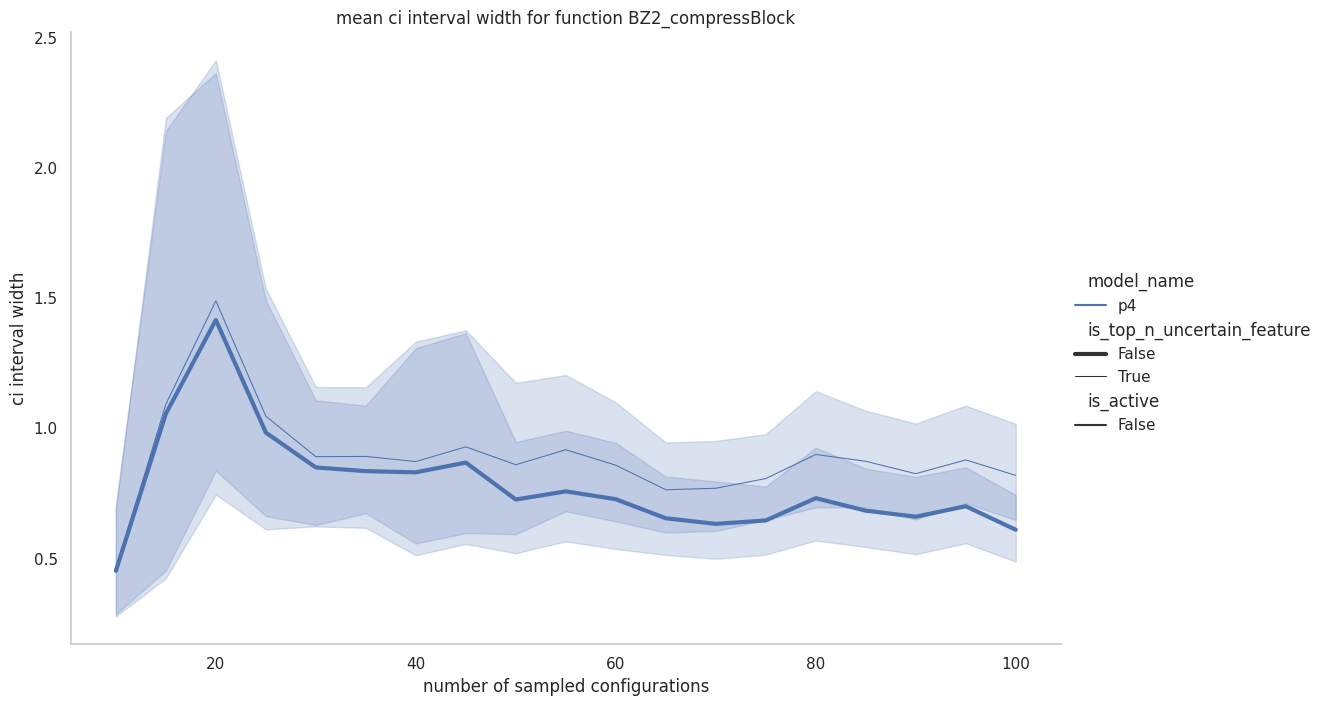 mean ci interval width for function BZ2_compressBlock
2.5
2.0
1.5
1.0
0.5
ci interval width
20
40
60
80
100
number of sampled configurations
model_name
p4
is_top_n_uncertain_feature
False
True
is_active
False